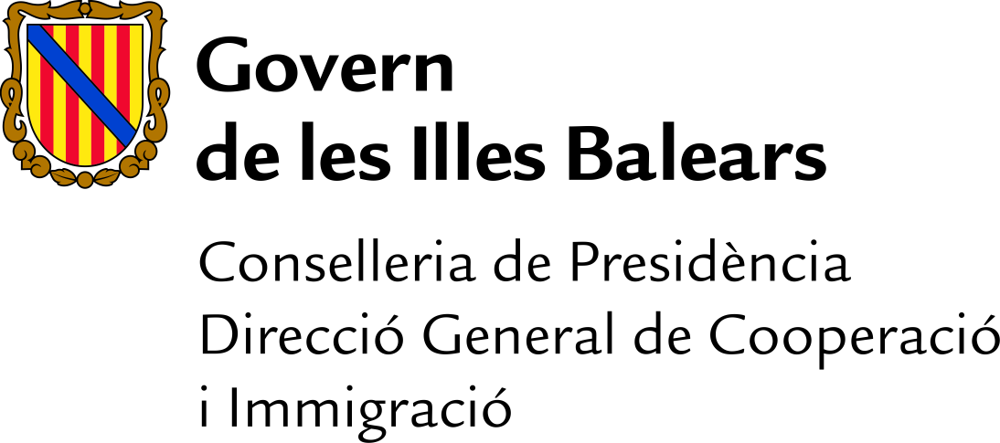 Govern
de les Illes Balears
Conselleria de Presidència
Direcció General de Cooperació
i Immigració